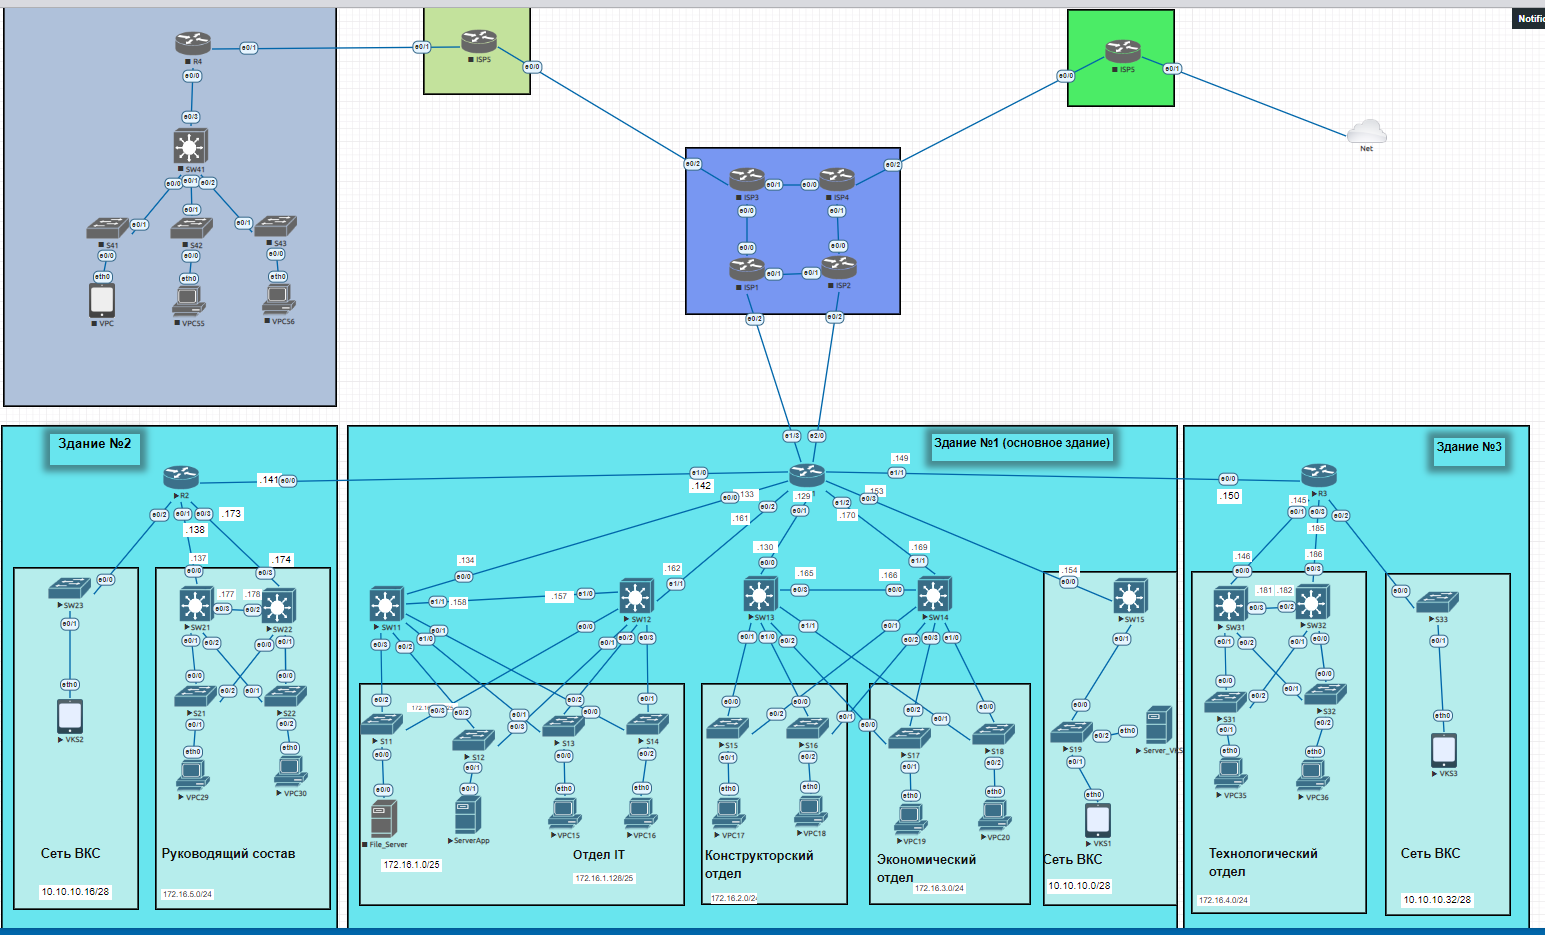 Notific
R4
e0/1
e0/1
ISP5
e0/0
e0/0
e0/3
SW41
e0/0
e0/1
e0/2
e0/1
e0/1
e0/1
S41
S42
S43
e0/0
e0/0
e0/0
eth0
eth0
eth0
VPC
VPC55
VPC56
ISP5
e0/0
e0/1
Net
e0/2
e0/2
ISP3
e0/1
e0/0
ISP4
e0/0
e0/1
e0/0
e0/0
ISP1
e0/1
e0/1
ISP2
e0/2
e0/2
e1/3
e2/0
Здание №2
R2
.141
e0/0
e0/2
e0/1
e0/3
.173
.138
.137
.174
e0/0
e0/0
e0/3
SW23
e0/1
SW21
.177
.178
e0/3
e0/2
SW22
e0/1
e0/2
e0/0
e0/1
e0/0
e0/2
e0/1
e0/0
S21
S22
e0/1
e0/2
eth0
eth0
eth0
VKS2
VPC29
VPC30
Сеть ВКС
Руководящий состав
10.10.10.16/28
172.16.5.0/24
Здание №1 (основное здание)
e1/0
.142
.149
e1/1
.133
e0/0
.129
.153
e0/3
e0/2
e0/1
e1/2
.161
.170
.134
e0/0
.162
e1/1
.130
e0/0
.169
e1/1
.154
e0/0
SW11
e1/1
.158
.157
e1/0
SW12
SW13
.165
e0/3
.166
e0/0
SW14
SW15
e0/0
e0/1
e1/0
e0/3
e0/2
e0/1
e1/0
e0/2
e0/3
e0/1
e1/0
e0/2
e1/1
e0/1
e0/2
e0/3
e1/0
e0/1
e0/2
e0/3
e0/2
e0/1
e0/3
e0/2
e0/0
e0/1
S11
S12
S13
S14
e0/0
e0/1
e0/0
e0/2
e0/0
eth0
eth0
File_Server
ServerApp
VPC15
VPC16
172.16.1.0/25
Отдел IT
172.16.1.128/25
e0/0
e0/2
e0/0
e0/1
S15
S16
e0/1
e0/2
eth0
eth0
VPC17
VPC18
Конструкторский
отдел
172.16.2.0/24
e0/0
e0/2
e0/1
e0/0
S17
S18
e0/1
e0/2
eth0
eth0
VPC19
VPC20
Экономический
отдел
172.16.3.0/24
e0/0
S19
e0/2
eth0
Server_VKS
e0/1
eth0
VKS1
Сеть ВКС
10.10.10.0/28
Здание №3
e0/0
.150
R3
.145
e0/1
e0/3
e0/2
.185
.146
.186
e0/0
e0/3
e0/0
SW31
.181
.182
e0/3
e0/2
SW32
S33
e0/1
e0/2
e0/1
e0/0
e0/1
e0/0
e0/2
e0/1
e0/0
S31
S32
e0/1
e0/2
eth0
eth0
eth0
VPC35
VPC36
VKS3
Технологический
отдел
172.16.4.0/24
Сеть ВКС
10.10.10.32/28